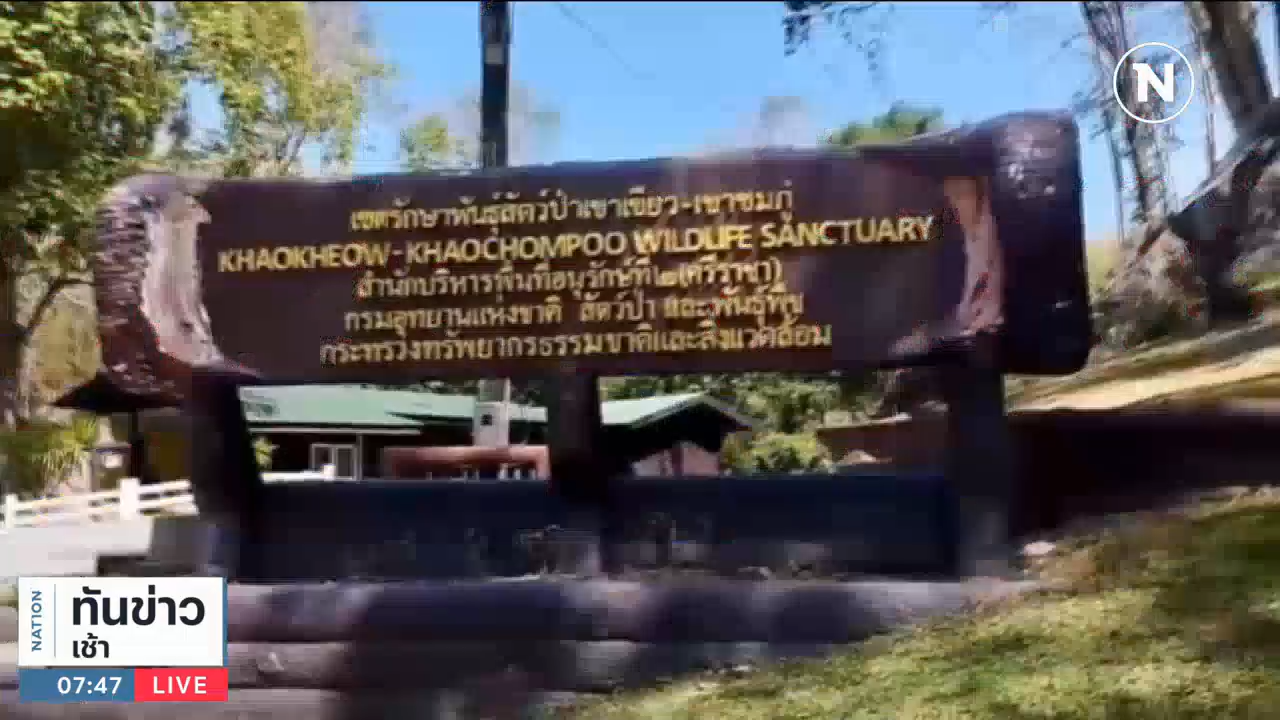 N
เขตรักษาพันธุ์สัตว์ป่าเขาเขียว-เขาชมภู่
KHAOKHEOW-KHAOCHOMPOO WILDLIFE SANCTUARY
สำนักบริหารพื้นที่อนุรักษ์ที่๒(ศรีราชา)
กรมอุทยานแห่งชาติ สัตว์ป่า และพันธุ์พืช
กระทรวงทรัพยากรธรรมชาติและสิ่งแวดล้อม
NATION
ทันข่าว
เช้า
07:47 LIVE